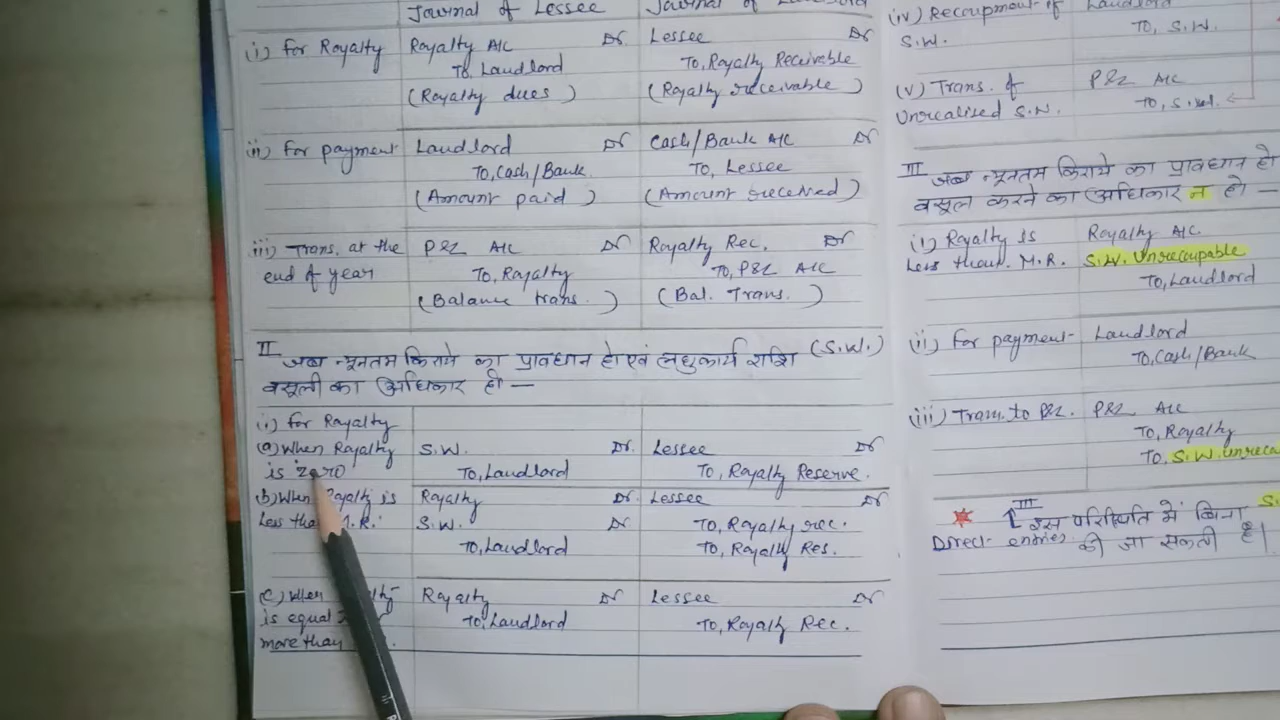 Journal of Lessee
Journal of Landlord
(i) For Royalty
Royalty A/c Dr
To Landlord
(Royalty dues)
Lessee Dr
To, Royalty Receivable
(Royalty receivable)
(ii) For payment
Landlord Dr
To, Cash/Bank.
(Amount paid)
Cash/Bank A/c Dr
To, Lessee
(Amount received)
(iii) Trans. at the
end of year
P&L A/c Dr
To, Royalty
(Balance trans.)
Royalty Rec. Dr
To, P&L A/c
(Bal. Trans.)
II जब न्यूनतम किराये का प्रावधान हो एवं लघुकार्य राशि (S.W.)
वसूली का अधिकार हो —
(i) For Royalty
(a) When Royalty
is zero
S.W. Dr.
To, Landlord
Lessee Dr
To, Royalty Reserve.
(b) When Royalty is
less than M.R.
Royalty Dr.
S.W. Dr
To, Landlord
Lessee Dr
To, Royalty rec.
To, Royalty Res.
(c) When
is equal
more than
Royalty Dr
To, Landlord
Lessee Dr
To, Royalty Rec.
(iv) Recoupment of
S.W.
Landlord
To, S.W.
(v) Trans. of
Unrealised S.W.
P&L A/c
To, S.W.
III जब न्यूनतम किराये का प्रावधान हो
वसूल करने का अधिकार न हो —
(i) Royalty is
less than. M.R.
Royalty A/c.
S.W. Unrecoupable
To, Landlord
(ii) For payment-
Landlord
To, Cash/Bank
(iii) Tran. to P&L.
P&L A/c
To, Royalty
To, S.W. unreca
III
इस परिस्थिति में बिना S.
Direct- entries की जा सकती है।